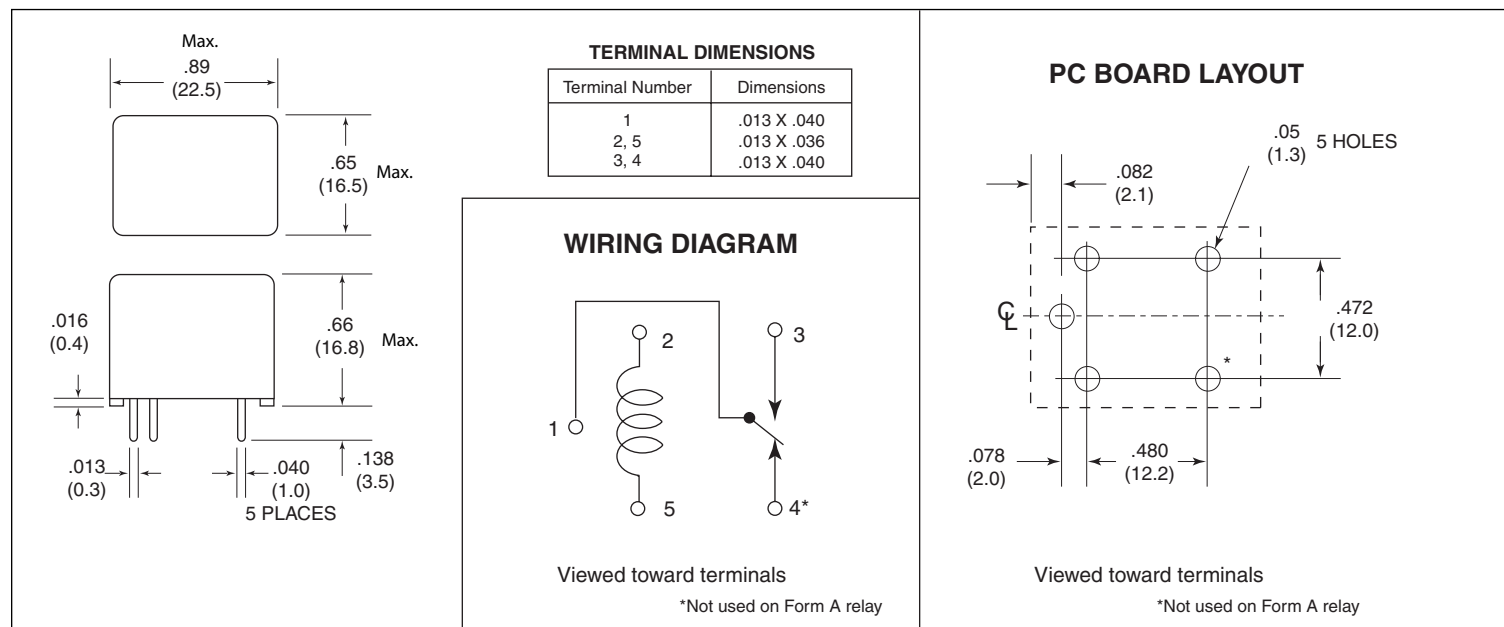 Max.
.89
(22.5)
.65
(16.5)
Max.
.016
(0.4)
.66
(16.8)
Max.
.013
(0.3)
.040
(1.0)
5 PLACES
.138
(3.5)
TERMINAL DIMENSIONS
Terminal Number Dimensions
1 .013 X .040
2, 5 .013 X .036
3, 4 .013 X .040
WIRING DIAGRAM
2
3
1
5
4*
Viewed toward terminals
*Not used on Form A relay
PC BOARD LAYOUT
.05
(1.3)
5 HOLES
.082
(2.1)
CL
.472
(12.0)
*
.078
(2.0)
.480
(12.2)
Viewed toward terminals
*Not used on Form A relay